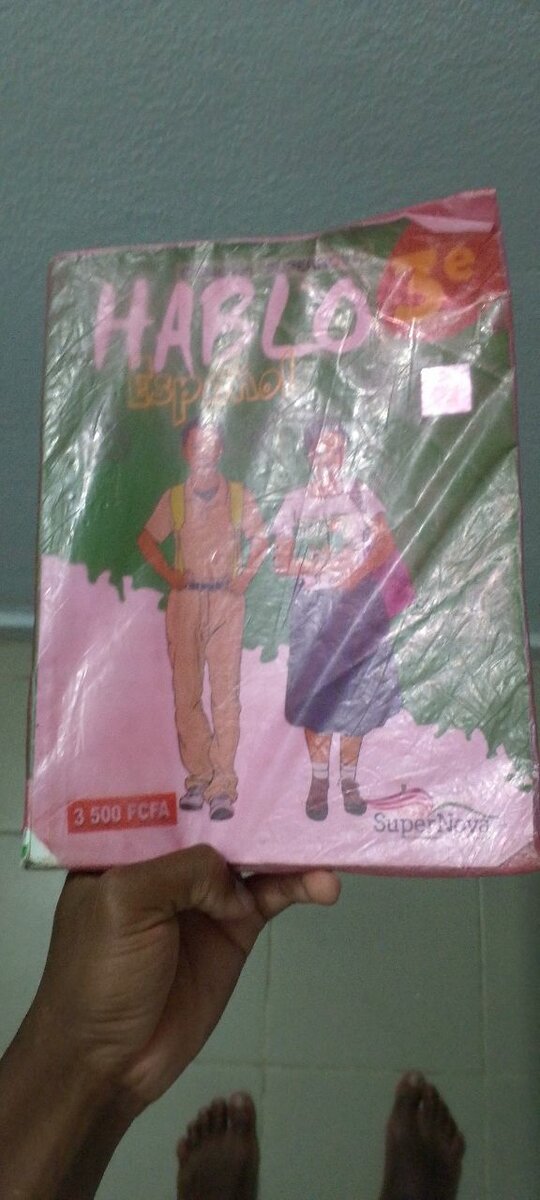 3e
HABLO
Español
3 500 FCFA
SuperNova